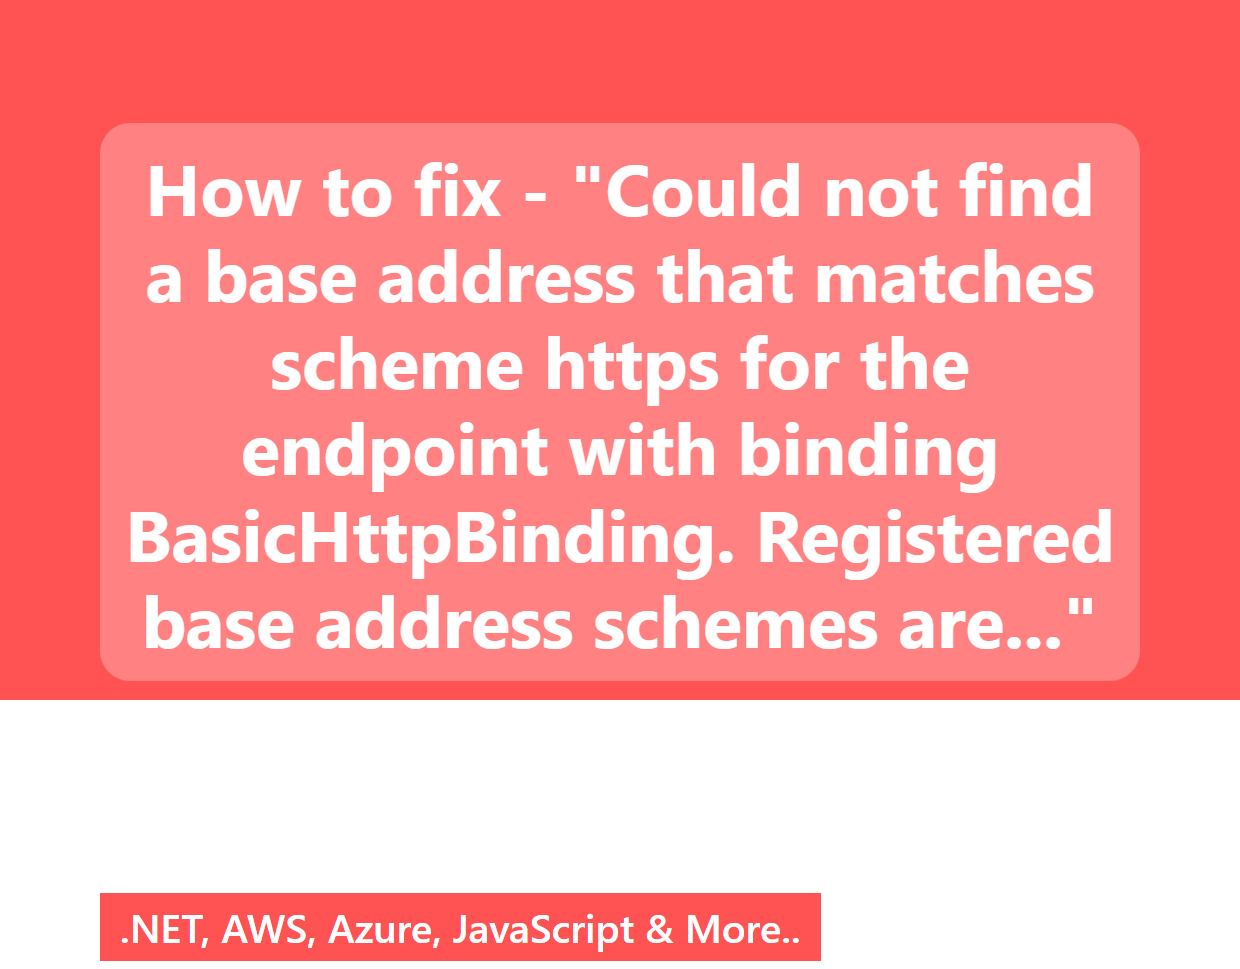 How to fix - "Could not find
a base address that matches
scheme https for the
endpoint with binding
BasicHttpBinding. Registered
base address schemes are..."
.NET, AWS, Azure, JavaScript & More..